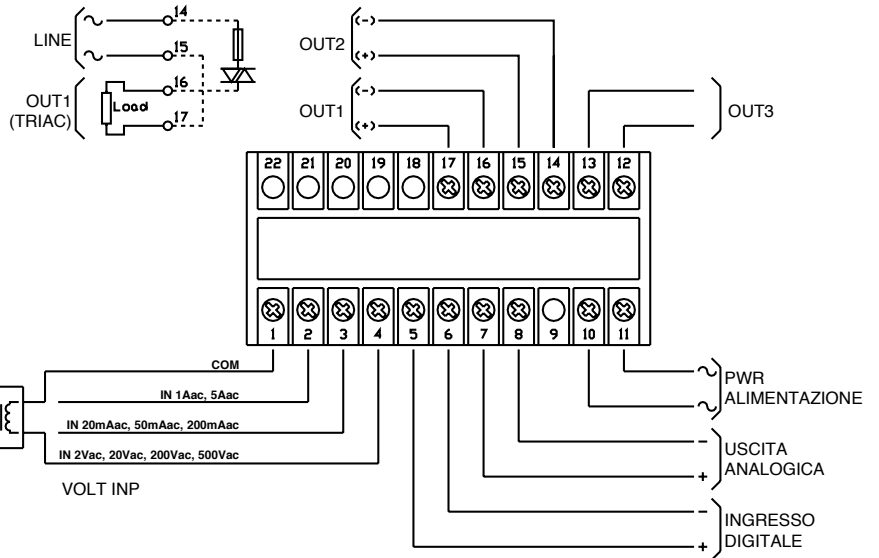 14
LINE
15
16
OUT1
(TRIAC)
Load
17
OUT2
(-)
(+)
OUT1
(-)
(+)
OUT3
22 21 20 19 18 17 16 15 14 13 12
1 2 3 4 5 6 7 8 9 10 11
COM
IN 1Aac, 5Aac
IN 20mAac, 50mAac, 200mAac
IN 2Vac, 20Vac, 200Vac, 500Vac
VOLT INP
PWR
ALIMENTAZIONE
-
USCITA
ANALOGICA
+
-
INGRESSO
DIGITALE
+